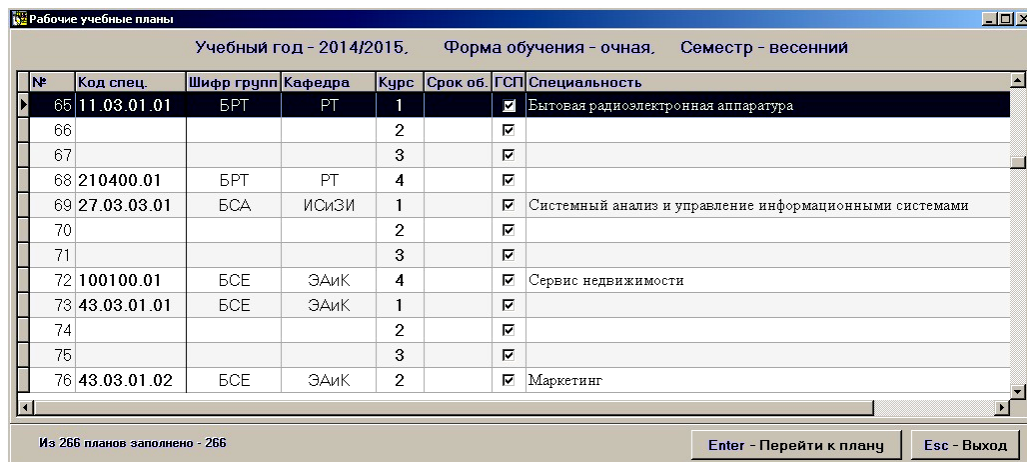 Рабочие учебные планы
Учебный год - 2014/2015, Форма обучения - очная, Семестр - весенний
№ Код спец. Шифр групп Кафедра Курс Срок об. ГСП Специальность
65 11.03.01.01 БРТ РТ 1 Бытовая радиоэлектронная аппаратура
66 2
67 3
68 210400.01 БРТ РТ 4
69 27.03.03.01 БСА ИСиЗИ 1 Системный анализ и управление информационными системами
70 2
71 3
72 100100.01 БСЕ ЭАиК 4 Сервис недвижимости
73 43.03.01.01 БСЕ ЭАиК 1
74 2
75 3
76 43.03.01.02 БСЕ ЭАиК 2 Маркетинг
Из 266 планов заполнено - 266 Enter - Перейти к плану Esc - Выход